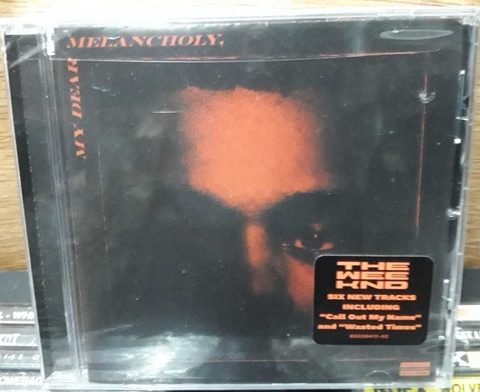 MY DEAR
MELANCHOLY,
THE
WEE
KND
SIX NEW TRACKS
INCLUDING
"Call Out My Name"
and "Wasted Times"